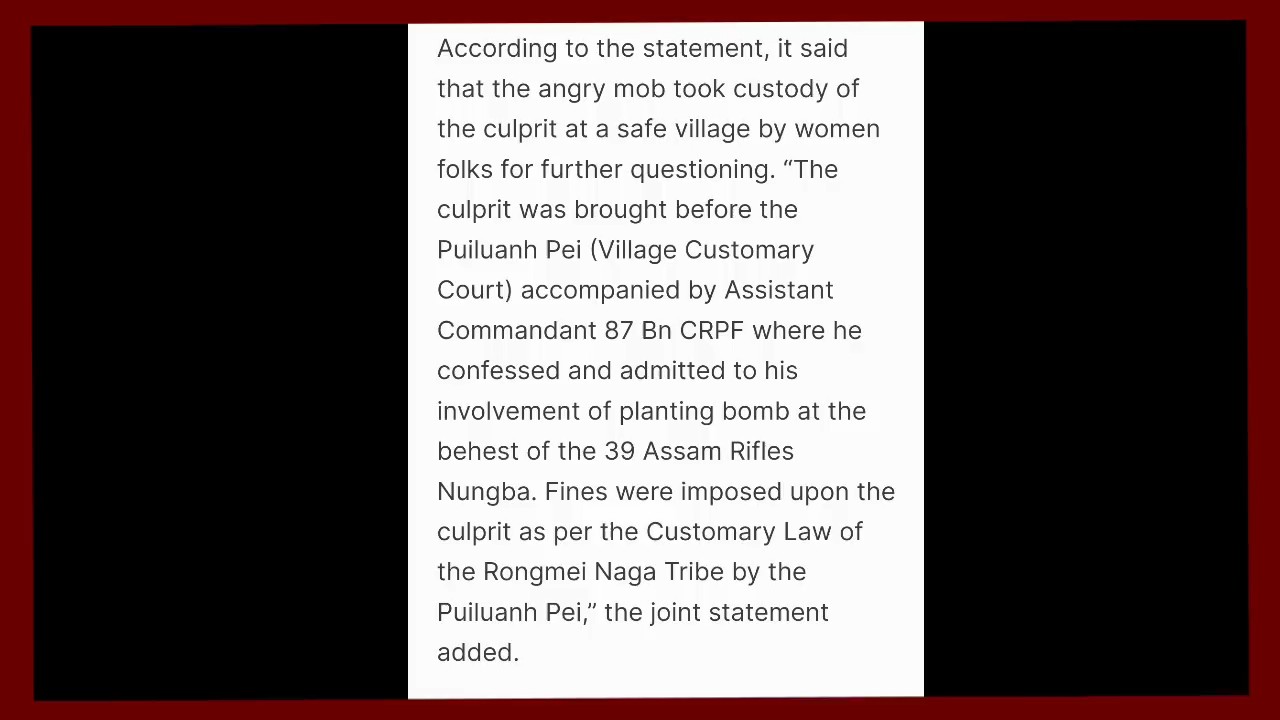 According to the statement, it said
that the angry mob took custody of
the culprit at a safe village by women
folks for further questioning. “The
culprit was brought before the
Puiluanh Pei (Village Customary
Court) accompanied by Assistant
Commandant 87 Bn CRPF where he
confessed and admitted to his
involvement of planting bomb at the
behest of the 39 Assam Rifles
Nungba. Fines were imposed upon the
culprit as per the Customary Law of
the Rongmei Naga Tribe by the
Puiluanh Pei,” the joint statement
added.